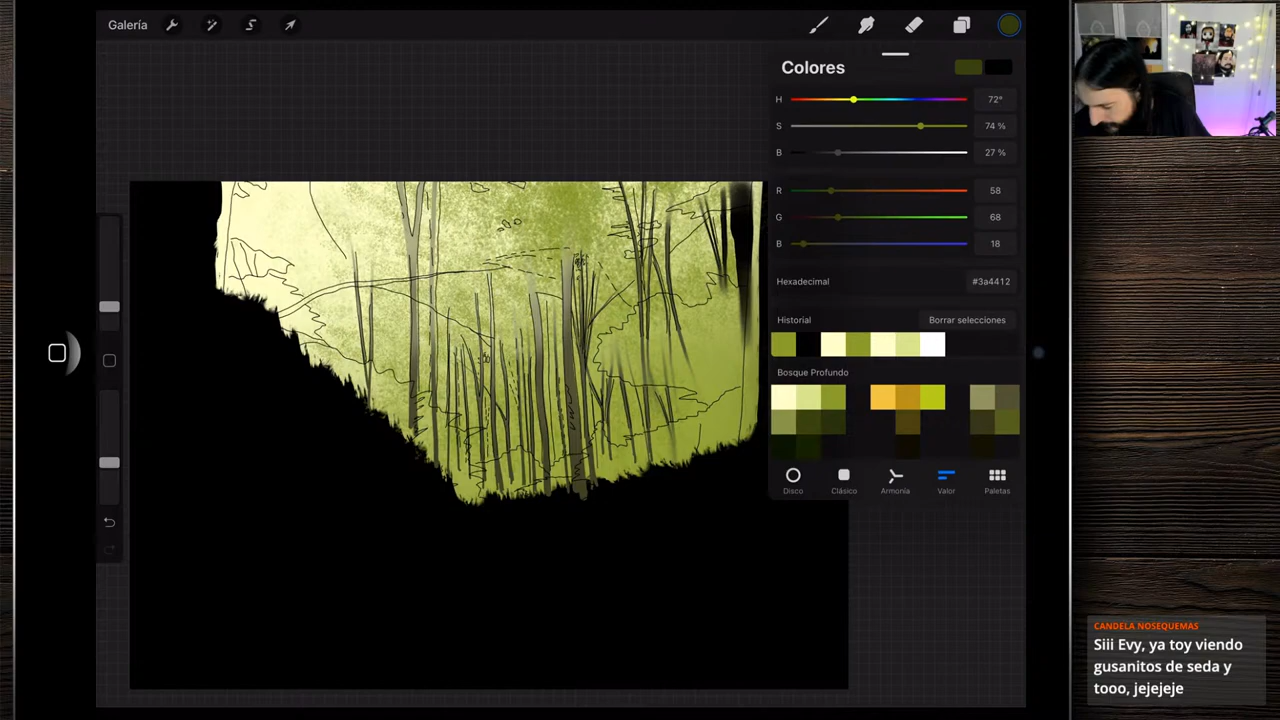 Galería
Colores
H 72°
S 74 %
B 27 %
R 58
G 68
B 18
Hexadecimal #3a4412
Historial Borrar selecciones
Bosque Profundo
Disco Clásico Armonía Valor Paletas
CANDELA NOSEQUEMAS
Siii Evy, ya toy viendo
gusanitos de seda y
tooo, jejejeje